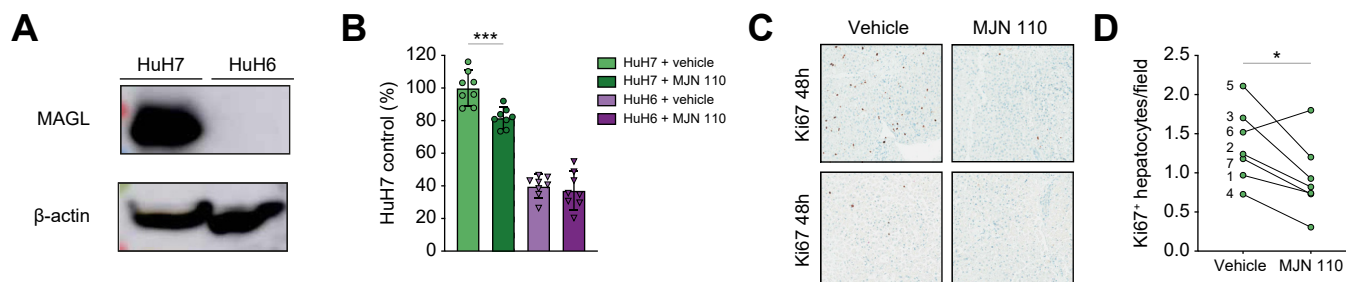 A
HuH7 HuH6
MAGL
β-actin
B
***
HuH7 control (%)
120
100
80
60
40
20
0
HuH7 + vehicle
HuH7 + MJN 110
HuH6 + vehicle
HuH6 + MJN 110
C
Vehicle MJN 110
Ki67 48h
Ki67 48h
D
*
Ki67⁺ hepatocytes/field
2.5
2.0
1.5
1.0
0.5
0.0
5
3
6
2
7
1
4
Vehicle MJN 110